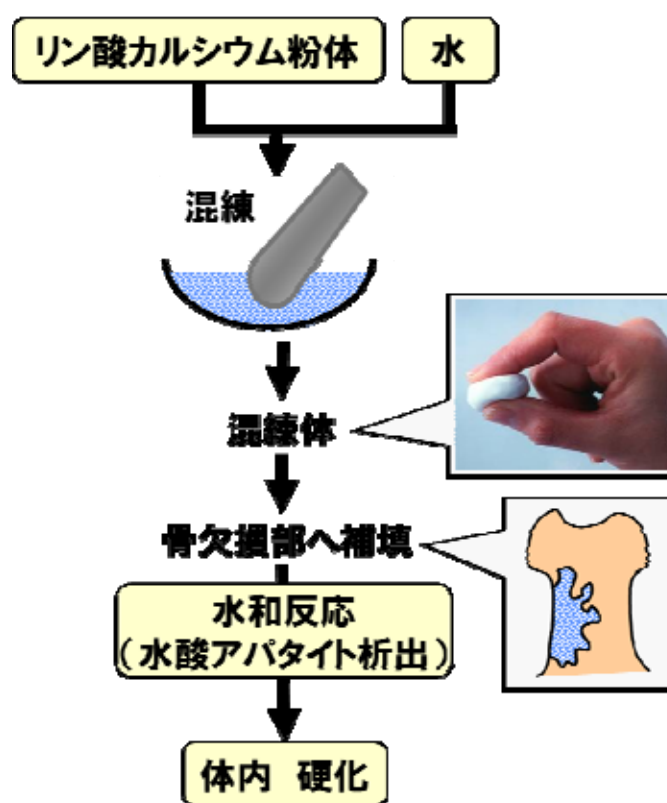 リン酸カルシウム粉体
水
混練
混練体
骨欠損部へ補填
水和反応
(水酸アパタイト析出)
体内 硬化